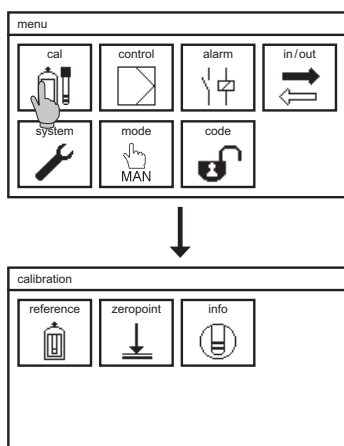 menu
cal control alarm in/out
system mode code
MAN
calibration
reference zeropoint info